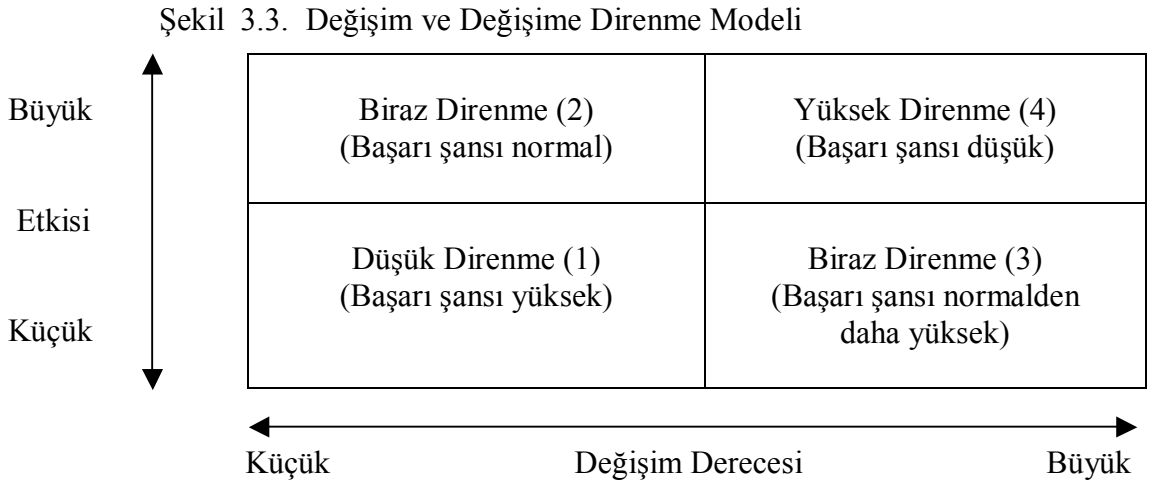 Şekil 3.3. Değişim ve Değişime Direnme Modeli
Büyük
Etkisi
Küçük
Biraz Direnme (2)
(Başarı şansı normal)
Yüksek Direnme (4)
(Başarı şansı düşük)
Düşük Direnme (1)
(Başarı şansı yüksek)
Biraz Direnme (3)
(Başarı şansı normalden
daha yüksek)
Küçük
Değişim Derecesi
Büyük